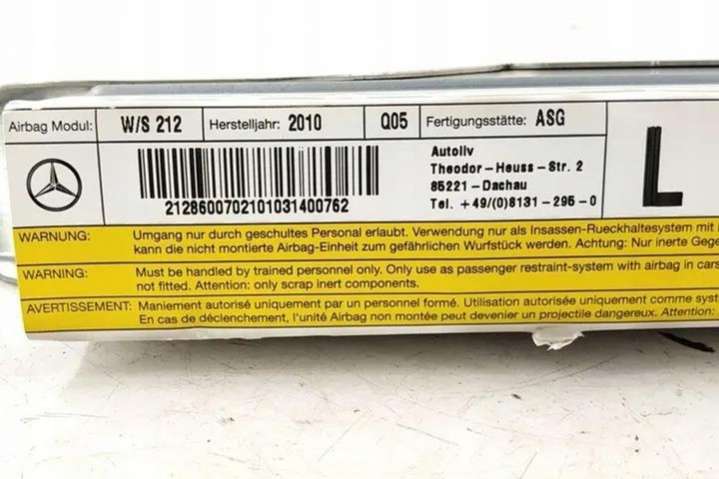 Airbag Modul: W/S 212 Herstelljahr: 2010 Q05 Fertigungsstätte: ASG
2128600702101031400762
Autoliv
Theodor-Heuss-Str. 2
85221-Dachau
Tel. +49/(0)8131-295-0
L
WARNUNG: Umgang nur durch geschultes Personal erlaubt. Verwendung nur als Insassen-Rueckhaltesystem mit
kann die nicht montierte Airbag-Einheit zum gefährlichen Wurfstück werden. Achtung: Nur inerte Gege
WARNING: Must be handled by trained personnel only. Only use as passenger restraint-system with airbag in cars
not fitted. Attention: only scrap inert components.
AVERTISSEMENT: Maniement autorisé uniquement par un personnel formé. Utilisation autorisée uniquement comme syst
En cas de déclenchement, l'unité Airbag non montée peut devenir un projectile dangereux. Attention: